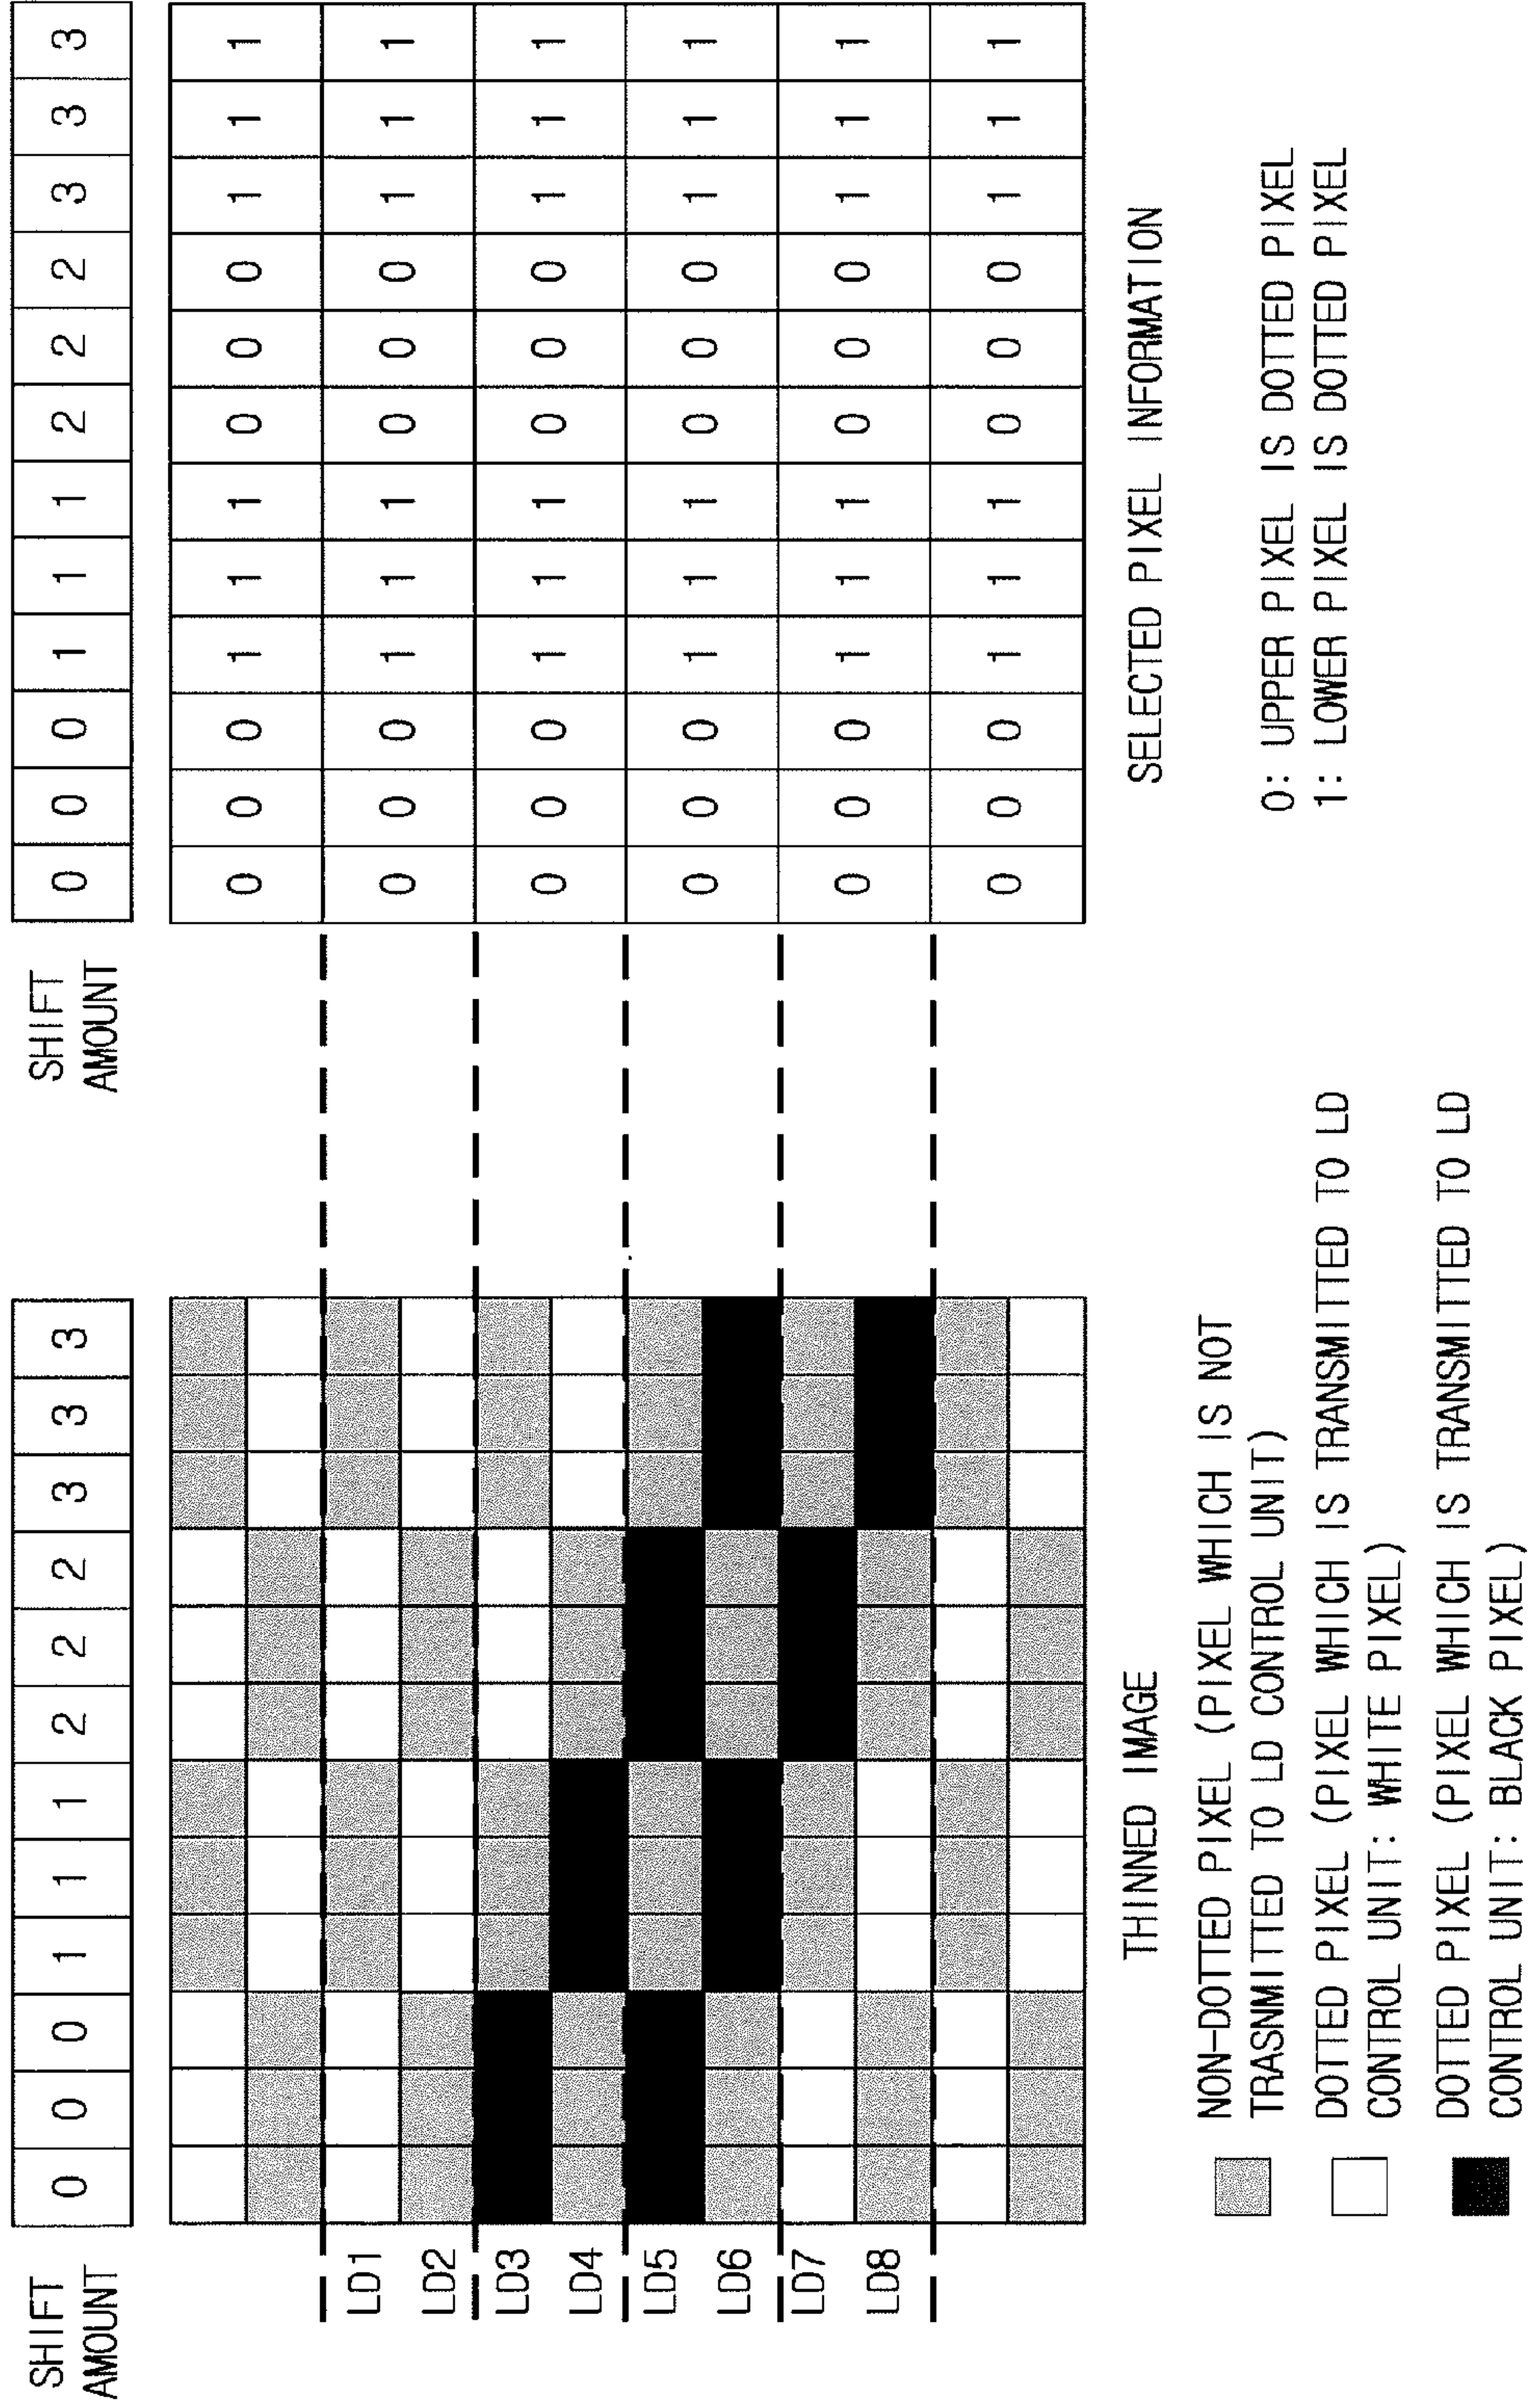 SHIFT
AMOUNT
0 0 0 1 1 1 2 2 2 3 3 3
LD1
LD2
LD3
LD4
LD5
LD6
LD7
LD8
THINNED IMAGE
NON-DOTTED PIXEL (PIXEL WHICH IS NOT
TRASNMITTED TO LD CONTROL UNIT)
DOTTED PIXEL (PIXEL WHICH IS TRANSMITTED TO LD
CONTROL UNIT: WHITE PIXEL)
DOTTED PIXEL (PIXEL WHICH IS TRANSMITTED TO LD
CONTROL UNIT: BLACK PIXEL)
SHIFT
AMOUNT
0 0 0 1 1 1 2 2 2 3 3 3
0 0 0 1 1 1 0 0 0 1 1 1
0 0 0 1 1 1 0 0 0 1 1 1
0 0 0 1 1 1 0 0 0 1 1 1
0 0 0 1 1 1 0 0 0 1 1 1
0 0 0 1 1 1 0 0 0 1 1 1
0 0 0 1 1 1 0 0 0 1 1 1
SELECTED PIXEL INFORMATION
0: UPPER PIXEL IS DOTTED PIXEL
1: LOWER PIXEL IS DOTTED PIXEL